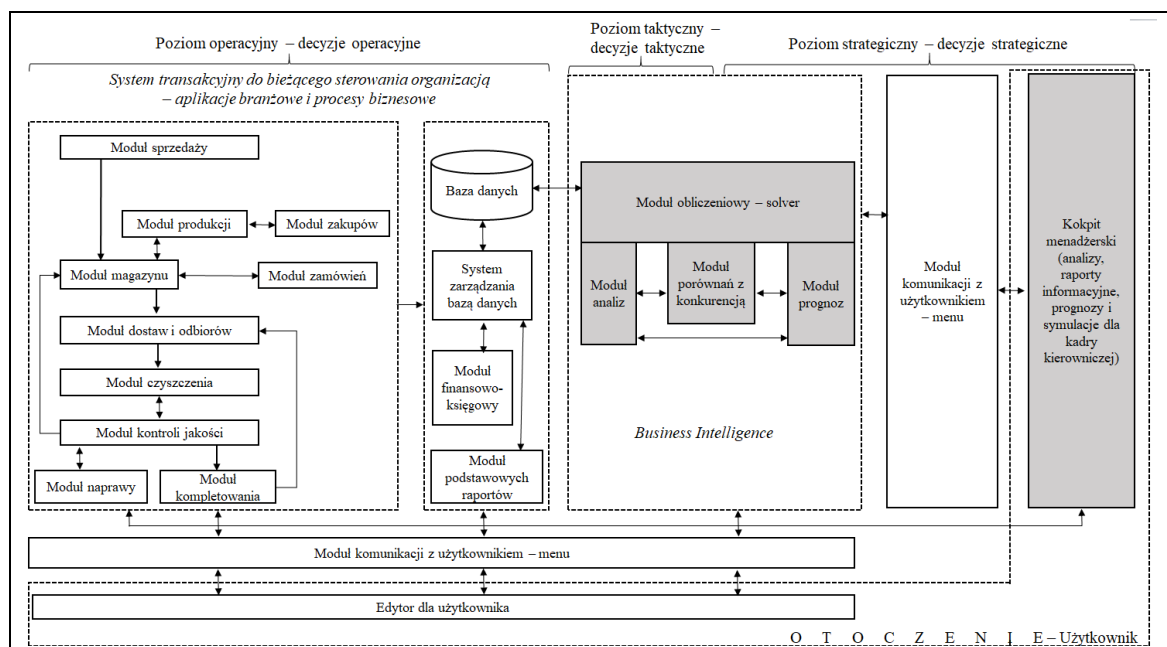 Poziom operacyjny – decyzje operacyjne
Poziom taktyczny –
decyzje taktyczne
Poziom strategiczny – decyzje strategiczne
System transakcyjny do bieżącego sterowania organizacją
– aplikacje branżowe i procesy biznesowe
Moduł sprzedaży
Moduł produkcji
Moduł zakupów
Moduł magazynu
Moduł zamówień
Moduł dostaw i odbiorów
Moduł czyszczenia
Moduł kontroli jakości
Moduł naprawy
Moduł
kompletowania
Baza danych
System
zarządzania
bazą danych
Moduł
finansowo-
księgowy
Moduł
podstawowych
raportów
Moduł obliczeniowy – solver
Moduł
analiz
Moduł
porównań z
konkurencją
Moduł
prognoz
Business Intelligence
Moduł
komunikacji z
użytkownikiem
– menu
Kokpit
menadżerski
(analizy,
raporty
informacyjne,
prognozy i
symulacje dla
kadry
kierowniczej)
Moduł komunikacji z użytkownikiem – menu
Edytor dla użytkownika
O T O C Z E N I E – Użytkownik